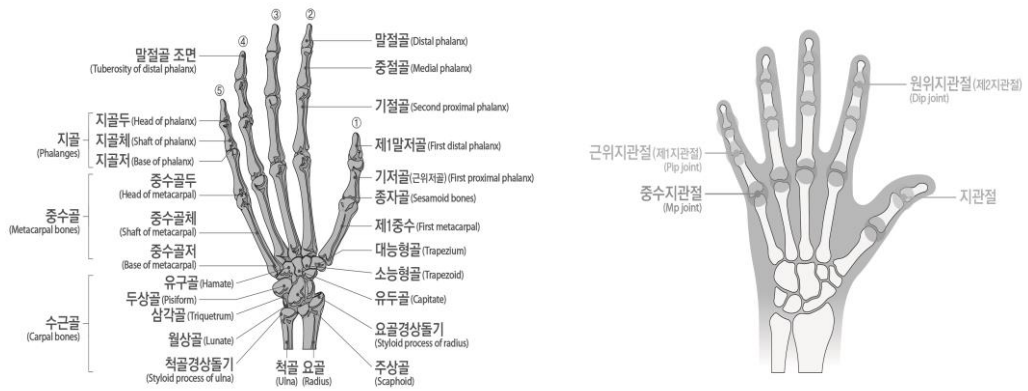 ③
②
④
말절골 조면
(Tuberosity of distal phalanx)
말절골 (Distal phalanx)
중절골 (Medial phalanx)
⑤
기절골 (Second proximal phalanx)
지골
(Phalanges)
지골두 (Head of phalanx)
지골체 (Shaft of phalanx)
지골저 (Base of phalanx)
①
제1말저골 (First distal phalanx)
기저골(근위저골) (First proximal phalanx)
종자골 (Sesamoid bones)
중수골
(Metacarpal bones)
중수골두
(Head of metacarpal)
중수골체
(Shaft of metacarpal)
중수골저
(Base of metacarpal)
제1중수 (First metacarpal)
대능형골 (Trapezium)
소능형골 (Trapezoid)
유두골 (Capitate)
수근골
(Carpal bones)
유구골 (Hamate)
두상골 (Pisiform)
삼각골 (Triquetrum)
월상골 (Lunate)
척골경상돌기
(Styloid process of ulna)
요골경상돌기
(Styloid process of radius)
척골
(Ulna)
요골
(Radius)
주상골
(Scaphoid)
원위지관절 (제2지관절)
(Dip joint)
근위지관절 (제1지관절)
(Pip joint)
중수지관절
(Mp joint)
지관절